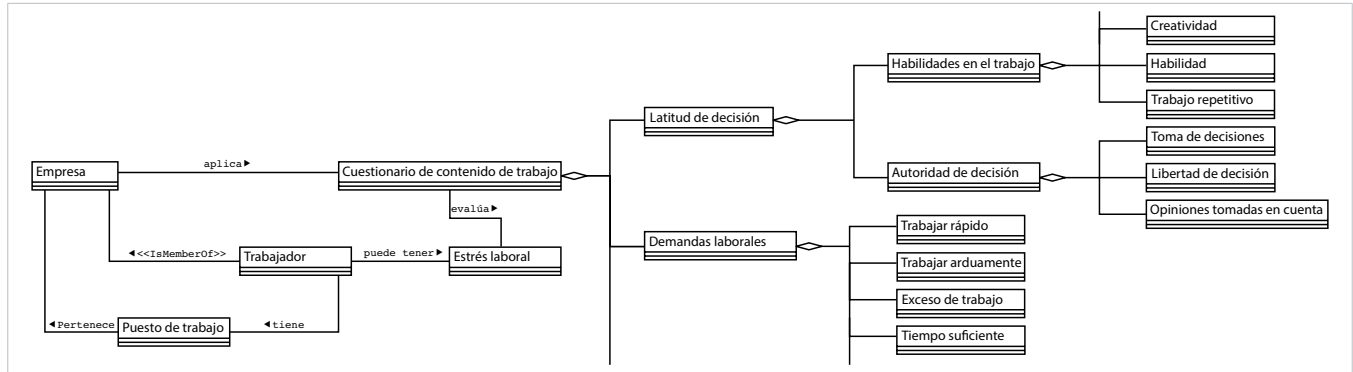 Creatividad
Habilidades en el trabajo
Habilidad
Trabajo repetitivo
Latitud de decisión
Toma de decisiones
Empresa
aplica
Cuestionario de contenido de trabajo
Autoridad de decisión
Libertad de decisión
evalúa
Opiniones tomadas en cuenta
Trabajar rápido
Demandas laborales
<<IsMemberOf>>
Trabajador
puede tener
Estrés laboral
Trabajar arduamente
Exceso de trabajo
Pertenece
Puesto de trabajo
tiene
Tiempo suficiente